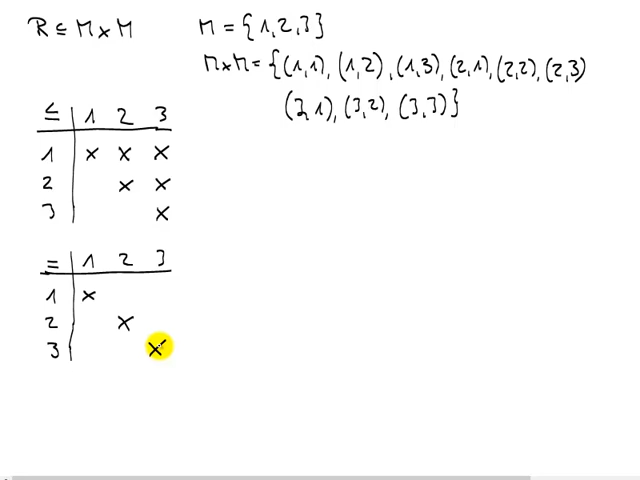 R ⊆ M×M M = {1,2,3}
M×M = {(1,1), (1,2), (1,3), (2,1), (2,2), (2,3)
(3,1), (3,2), (3,3)}
≤ 1 2 3
1 × × ×
2 × ×
3 ×
= 1 2 3
1 ×
2 ×
3 ×